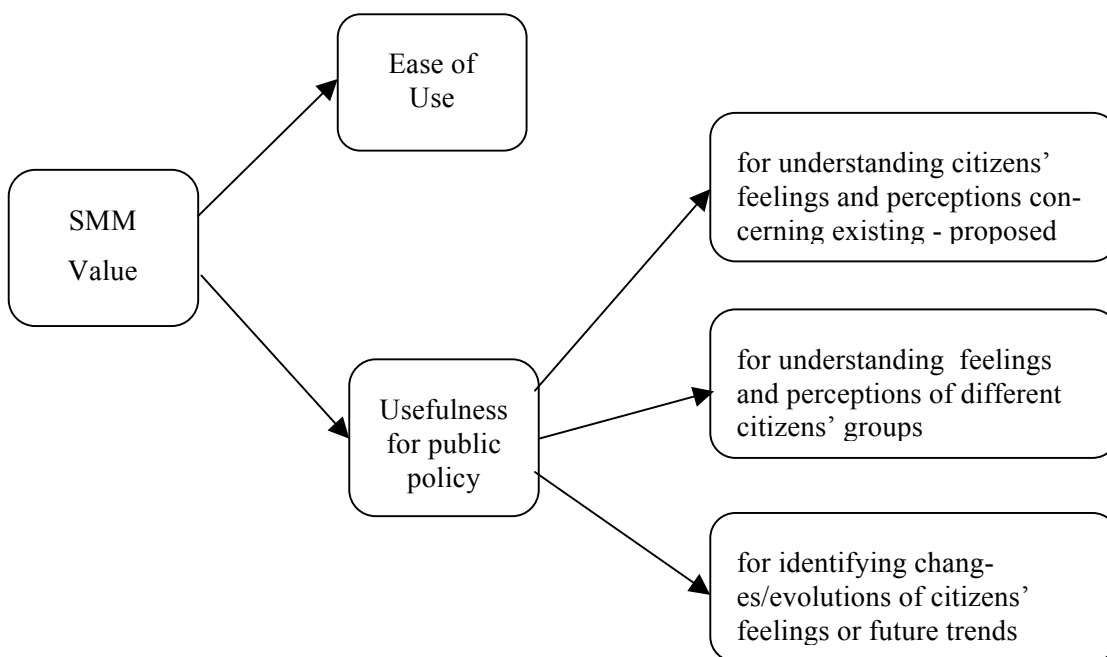 Ease of
Use
SMM
Value
for understanding citizens’
feelings and perceptions con-
cerning existing - proposed
for understanding  feelings
and perceptions of different
citizens’ groups
Usefulness
for public
policy
for identifying chang-
es/evolutions of citizens’
feelings or future trends